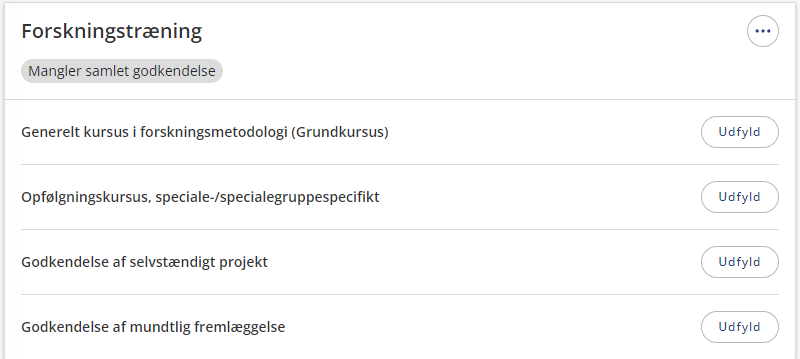 Forskningstræning
Mangler samlet godkendelse
Generelt kursus i forskningsmetodologi (Grundkursus)
Udfyld
Opfølgningskursus, speciale-/specialegruppespecifikt
Udfyld
Godkendelse af selvstændigt projekt
Udfyld
Godkendelse af mundtlig fremlæggelse
Udfyld